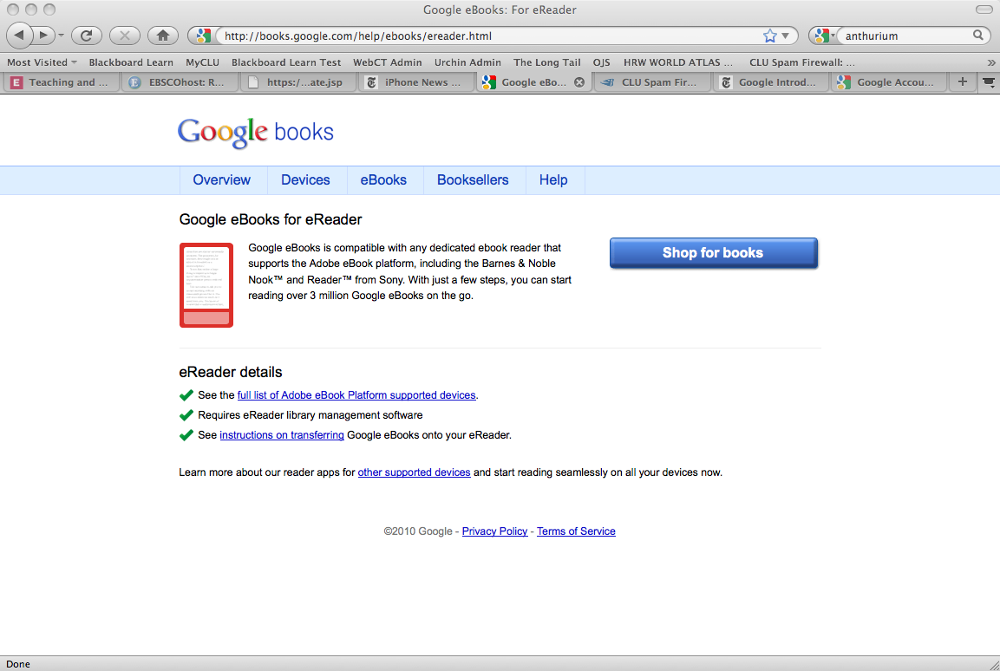 Google eBooks: For eReader
http://books.google.com/help/ebooks/ereader.html
anthurium
Most Visited Blackboard Learn MyCLU Blackboard Learn Test WebCT Admin Urchin Admin The Long Tail OJS HRW WORLD ATLAS ... CLU Spam Firewall: ... »
E Teaching and ... E EBSCOhost: R... https:/...ate.jsp iPhone News ... Google eBo... CLU Spam Fir... Google Introd... Google Accou... +
Google books
Overview Devices eBooks Booksellers Help
Google eBooks for eReader
Google eBooks is compatible with any dedicated ebook reader that
supports the Adobe eBook platform, including the Barnes & Noble
Nook™ and Reader™ from Sony. With just a few steps, you can start
reading over 3 million Google eBooks on the go.
Shop for books
eReader details
See the full list of Adobe eBook Platform supported devices.
Requires eReader library management software
See instructions on transferring Google eBooks onto your eReader.
Learn more about our reader apps for other supported devices and start reading seamlessly on all your devices now.
©2010 Google - Privacy Policy - Terms of Service
Done